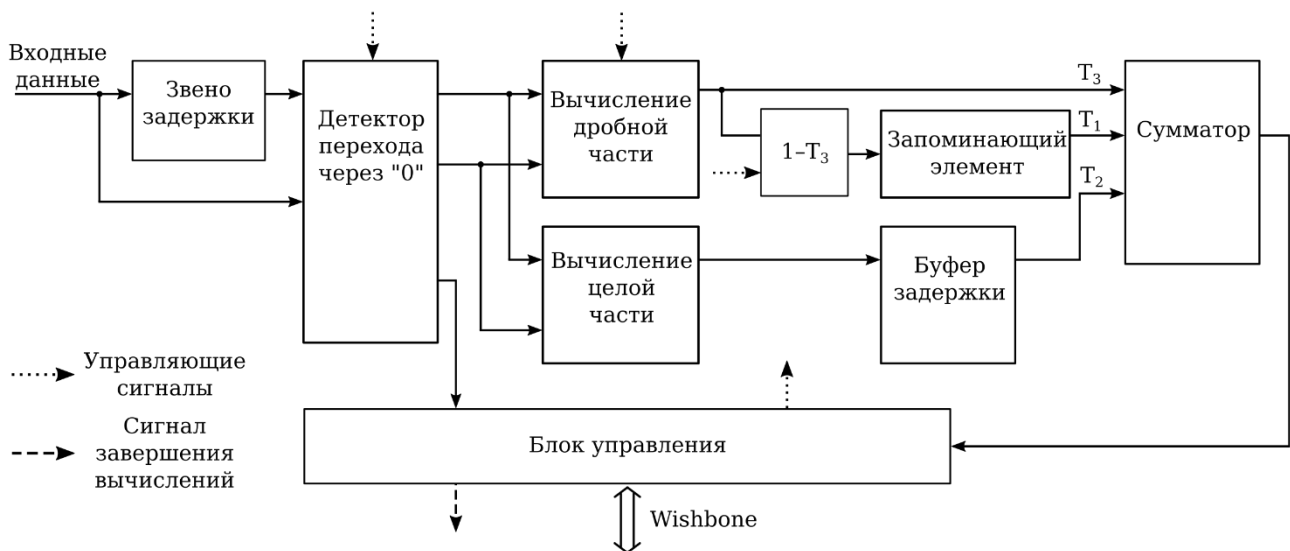 Входные
данные
Звено
задержки
Детектор
перехода
через "0"
Вычисление
дробной
части
1–T₃
Запоминающий
элемент
T₃
T₁
T₂
Сумматор
Вычисление
целой
части
Буфер
задержки
Управляющие
сигналы
Сигнал
завершения
вычислений
Блок управления
Wishbone